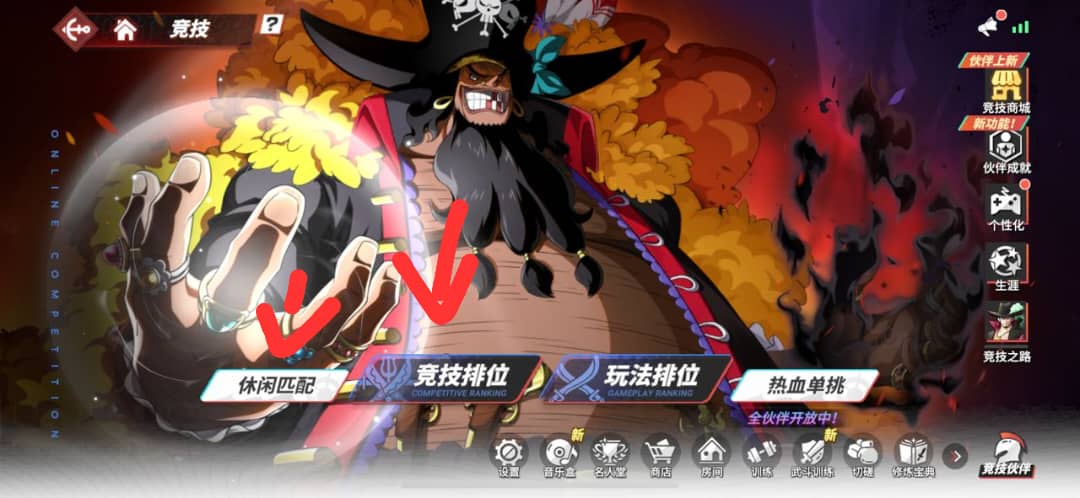 竞技
?
伙伴上新
竞技商城
新功能!
伙伴成就
个性化
生涯
竞技之路
ONLINE COMPETITION
休闲匹配
竞技排位
COMPETITIVE RANKING
玩法排位
GAMEPLAY RANKING
热血单挑
全伙伴开放中!
设置
新
音乐盒
名人堂
商店
房间
训练
新
武斗训练
切磋
修炼宝典
竞技伙伴